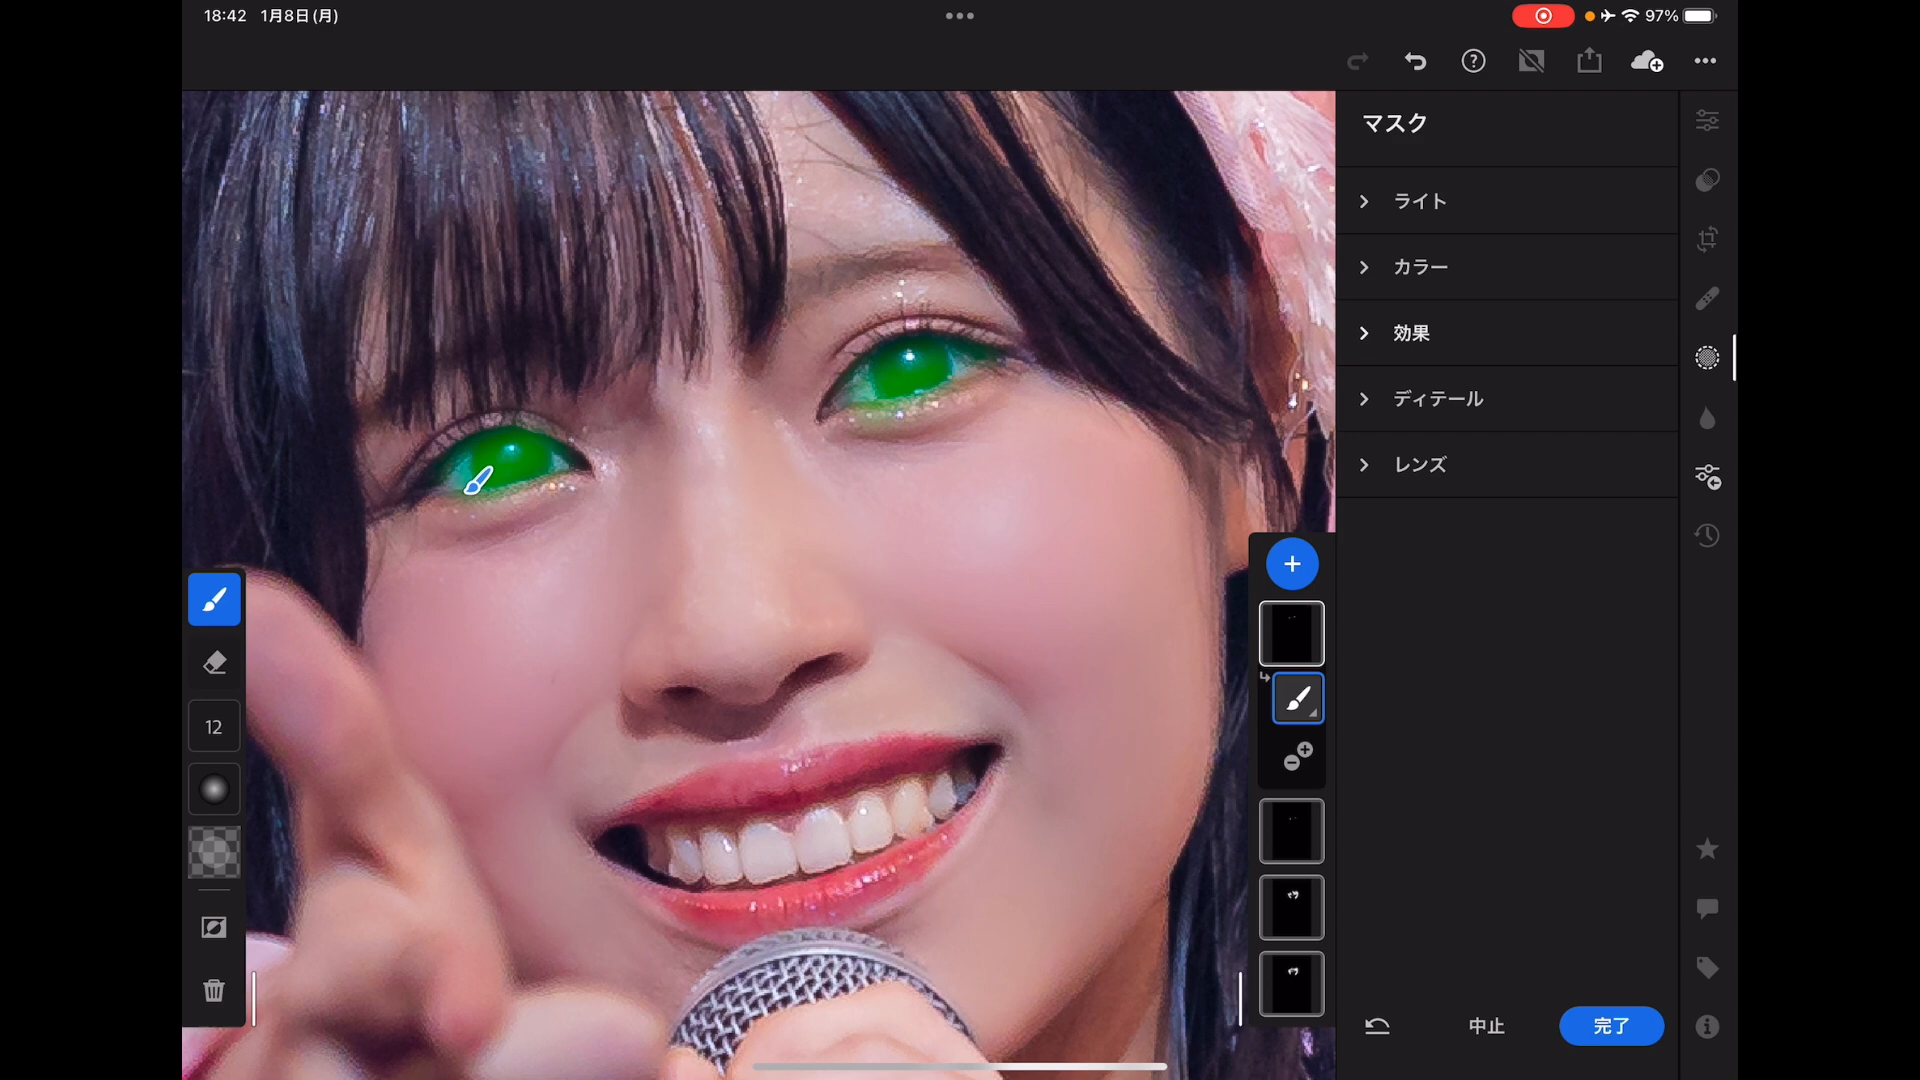 18:42 1月8日(月)
97%
マスク
ライト
カラー
効果
ディテール
レンズ
12
中止
完了